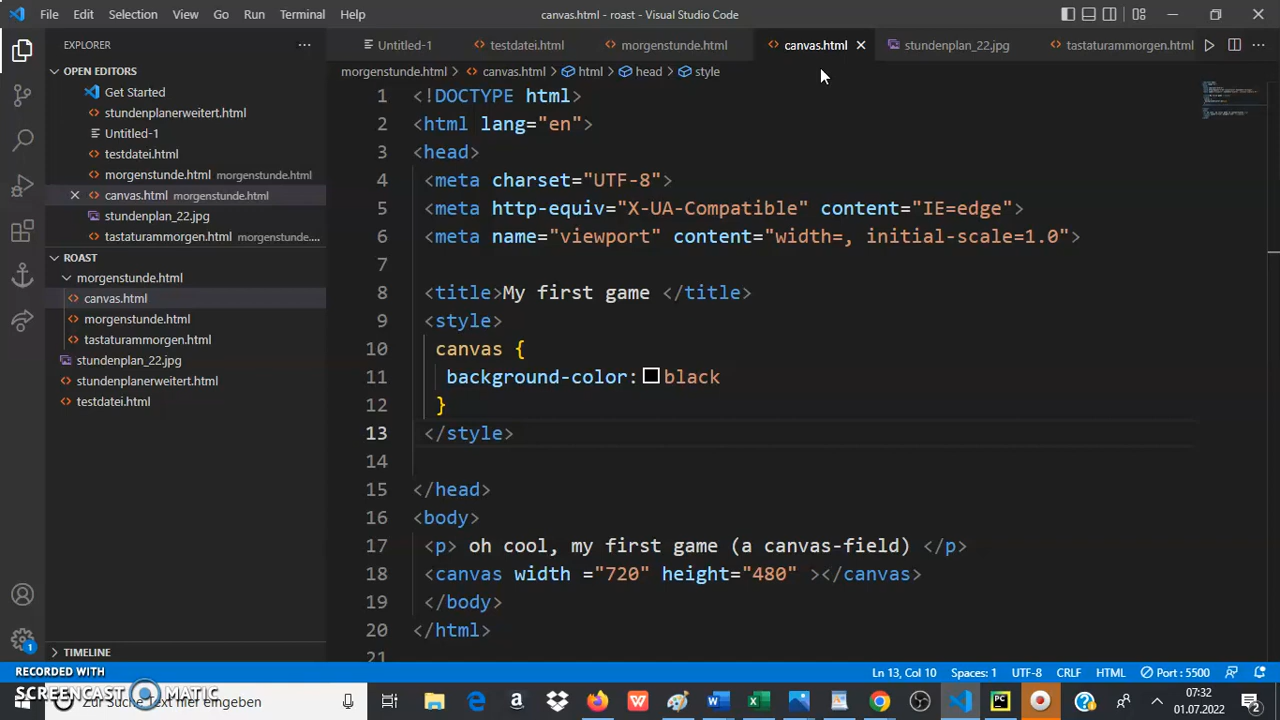 File Edit Selection View Go Run Terminal Help canvas.html - roast - Visual Studio Code
EXPLORER
Untitled-1 testdatei.html morgenstunde.html canvas.html stundenplan_22.jpg tastaturammorgen.html
OPEN EDITORS
Get Started
stundenplanerweitert.html
Untitled-1
testdatei.html
morgenstunde.html morgenstunde.html
canvas.html morgenstunde.html
stundenplan_22.jpg
tastaturammorgen.html morgenstunde....
ROAST
morgenstunde.html
canvas.html
morgenstunde.html
tastaturammorgen.html
stundenplan_22.jpg
stundenplanerweitert.html
testdatei.html
TIMELINE
morgenstunde.html > canvas.html > html > head > style
1 <!DOCTYPE html>
2 <html lang="en">
3 <head>
4 <meta charset="UTF-8">
5 <meta http-equiv="X-UA-Compatible" content="IE=edge">
6 <meta name="viewport" content="width=, initial-scale=1.0">
7
8 <title>My first game </title>
9 <style>
10 canvas {
11 background-color: black
12 }
13 </style>
14
15 </head>
16 <body>
17 <p> oh cool, my first game (a canvas-field) </p>
18 <canvas width ="720" height="480" ></canvas>
19 </body>
20 </html>
21
1
RECORDED WITH
SCREENCAST MATIC
Ln 13, Col 10 Spaces: 1 UTF-8 CRLF HTML Port : 5500
Zur Suche Text hier eingeben
07:32
01.07.2022
2